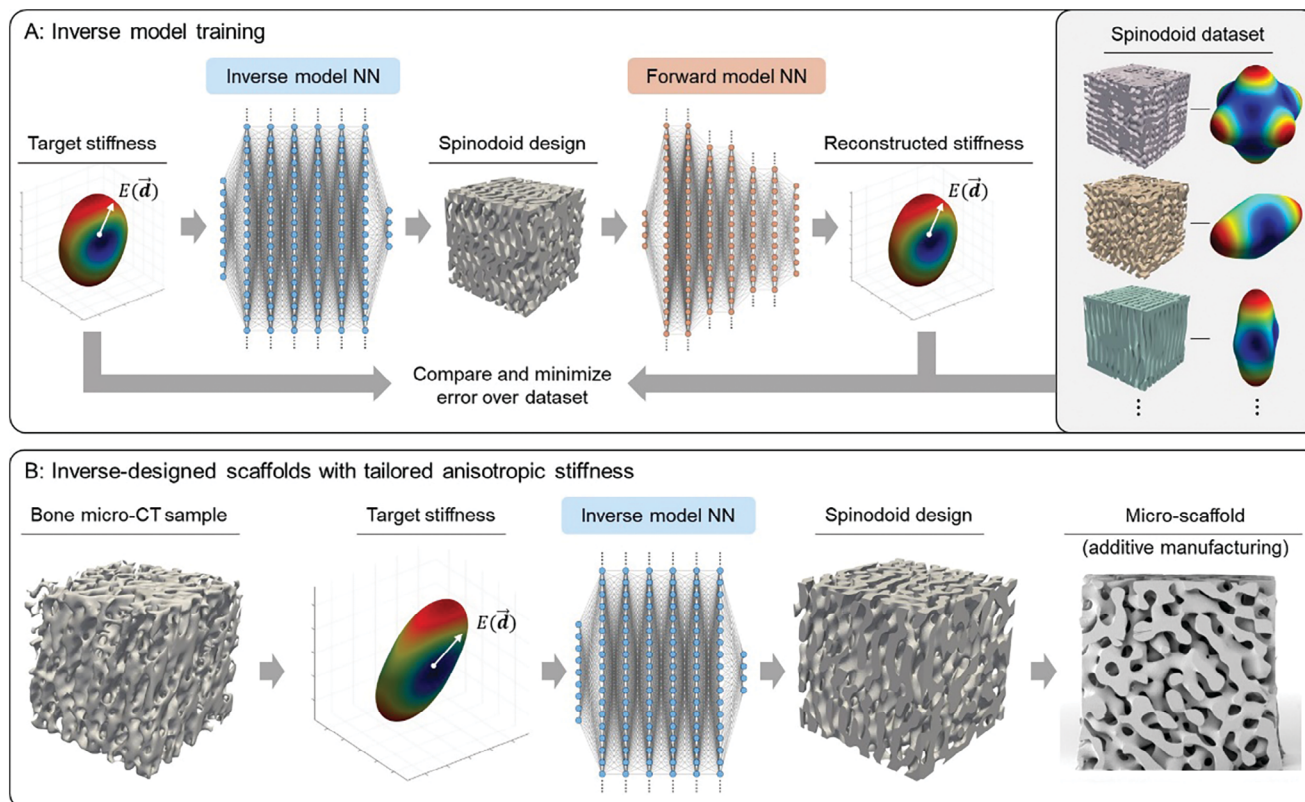 A: Inverse model training
Inverse model NN
Forward model NN
Target stiffness
Spinodoid design
Reconstructed stiffness
E(d⃗)
E(d⃗)
Compare and minimize
error over dataset
Spinodoid dataset
B: Inverse-designed scaffolds with tailored anisotropic stiffness
Bone micro-CT sample
Target stiffness
Inverse model NN
Spinodoid design
Micro-scaffold
(additive manufacturing)
E(d⃗)